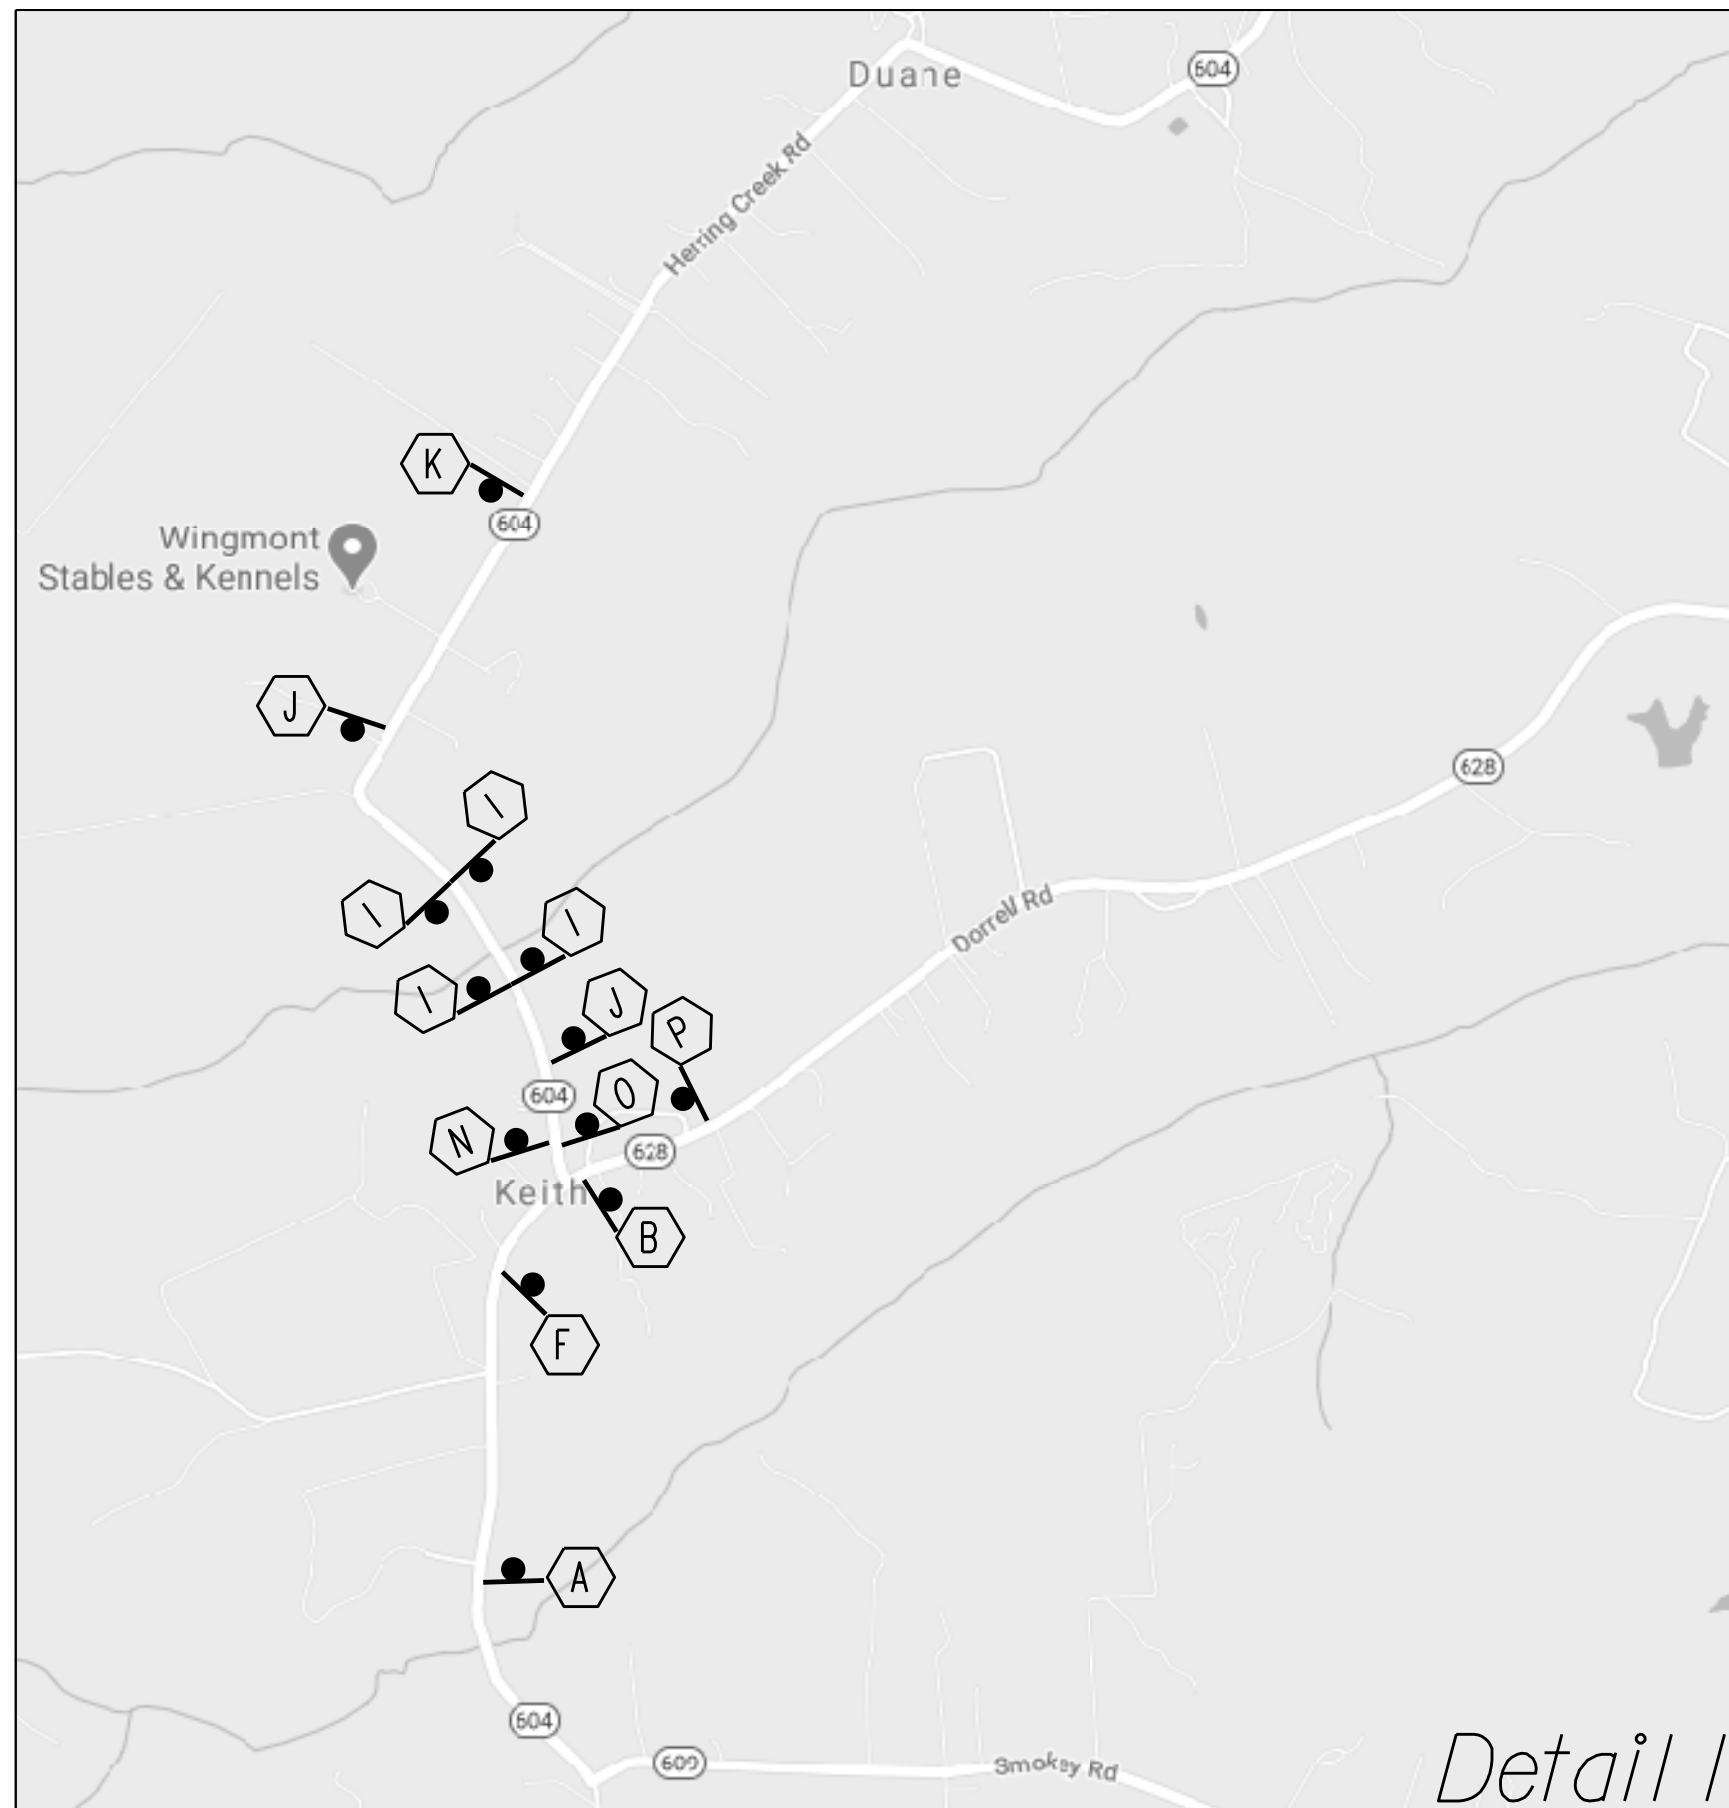 Duane
604
Herring Creek Rd
K
604
Wingmont
Stables & Kennels
J
628
I
I
I
I
Dorrell Rd
J
P
604
O
N
628
Keith
B
F
A
604
609
Smokey Rd
Detail